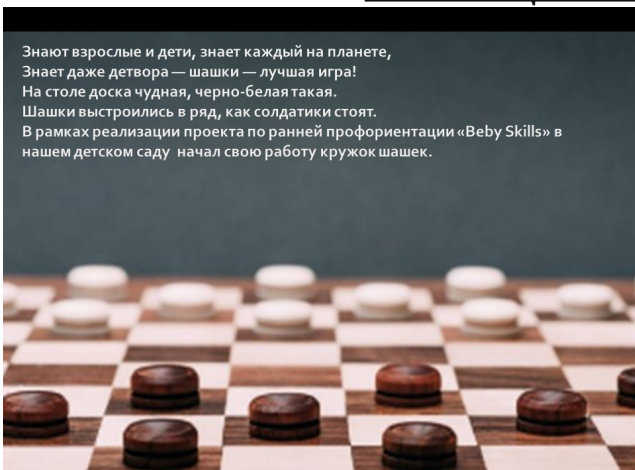 Знают взрослые и дети, знает каждый на планете,
Знает даже детвора — шашки — лучшая игра!
На столе доска чудная, черно-белая такая.
Шашки выстроились в ряд, как солдатики стоят.
В рамках реализации проекта по ранней профориентации «Beby Skills» в
нашем детском саду начал свою работу кружок шашек.